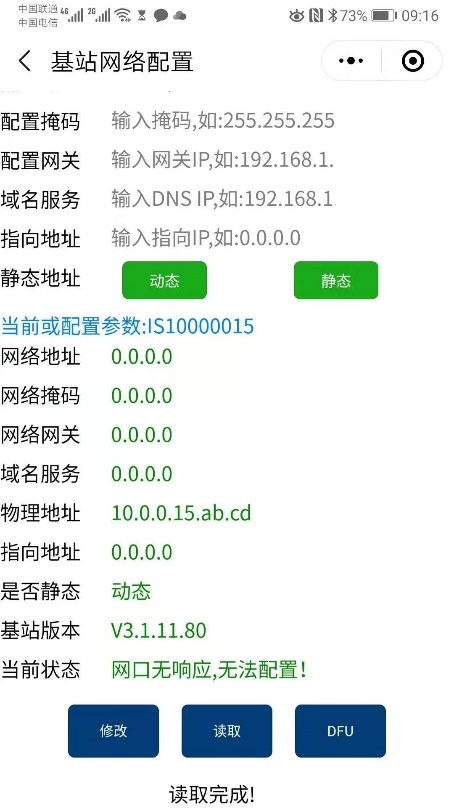 中国联通 4G 2G 73% 09:16
中国电信
基站网络配置
配置掩码 输入掩码,如:255.255.255
配置网关 输入网关IP,如:192.168.1.
域名服务 输入DNS IP,如:192.168.1
指向地址 输入指向IP,如:0.0.0.0
静态地址 动态 静态
当前或配置参数:IS10000015
网络地址 0.0.0.0
网络掩码 0.0.0.0
网络网关 0.0.0.0
域名服务 0.0.0.0
物理地址 10.0.0.15.ab.cd
指向地址 0.0.0.0
是否静态 动态
基站版本 V3.1.11.80
当前状态 网口无响应,无法配置!
修改 读取 DFU
读取完成!